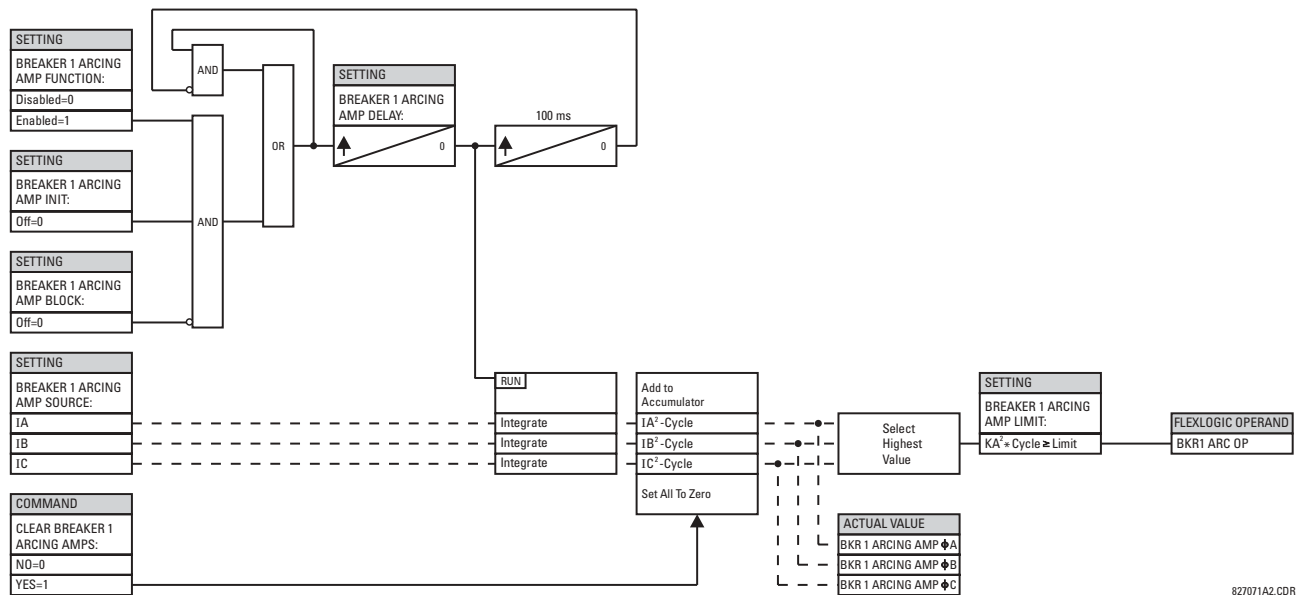 SETTING
BREAKER 1 ARCING
AMP FUNCTION:
Disabled=0
Enabled=1
SETTING
BREAKER 1 ARCING
AMP INIT:
Off=0
SETTING
BREAKER 1 ARCING
AMP BLOCK:
Off=0
SETTING
BREAKER 1 ARCING
AMP SOURCE:
IA
IB
IC
COMMAND
CLEAR BREAKER 1
ARCING AMPS:
NO=0
YES=1
AND
AND
OR
SETTING
BREAKER 1 ARCING
AMP DELAY:
0
100 ms
0
RUN
Integrate
Integrate
Integrate
Add to
Accumulator
IA²-Cycle
IB²-Cycle
IC²-Cycle
Set All To Zero
Select
Highest
Value
SETTING
BREAKER 1 ARCING
AMP LIMIT:
KA²*Cycle≥Limit
FLEXLOGIC OPERAND
BKR1 ARC OP
ACTUAL VALUE
BKR 1 ARCING AMP ΦA
BKR 1 ARCING AMP ΦB
BKR 1 ARCING AMP ΦC
827071A2.CDR